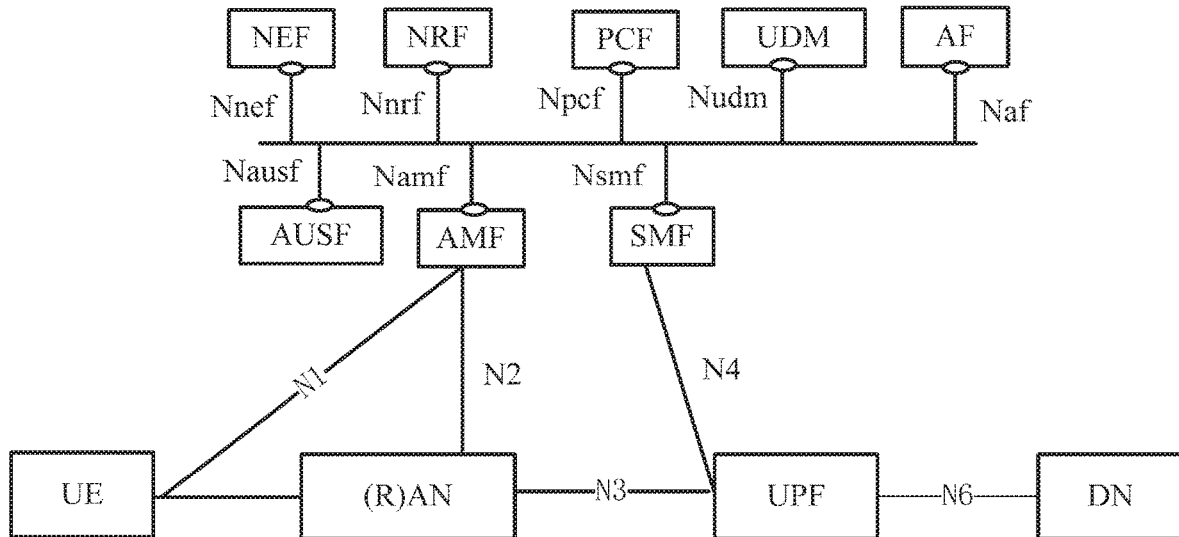 NEF NRF PCF UDM AF
Nnef Nnrf Npcf Nudm Naf
Nausf Namf Nsmf
AUSF AMF SMF
N1 N2 N4
UE (R)AN N3 UPF N6 DN